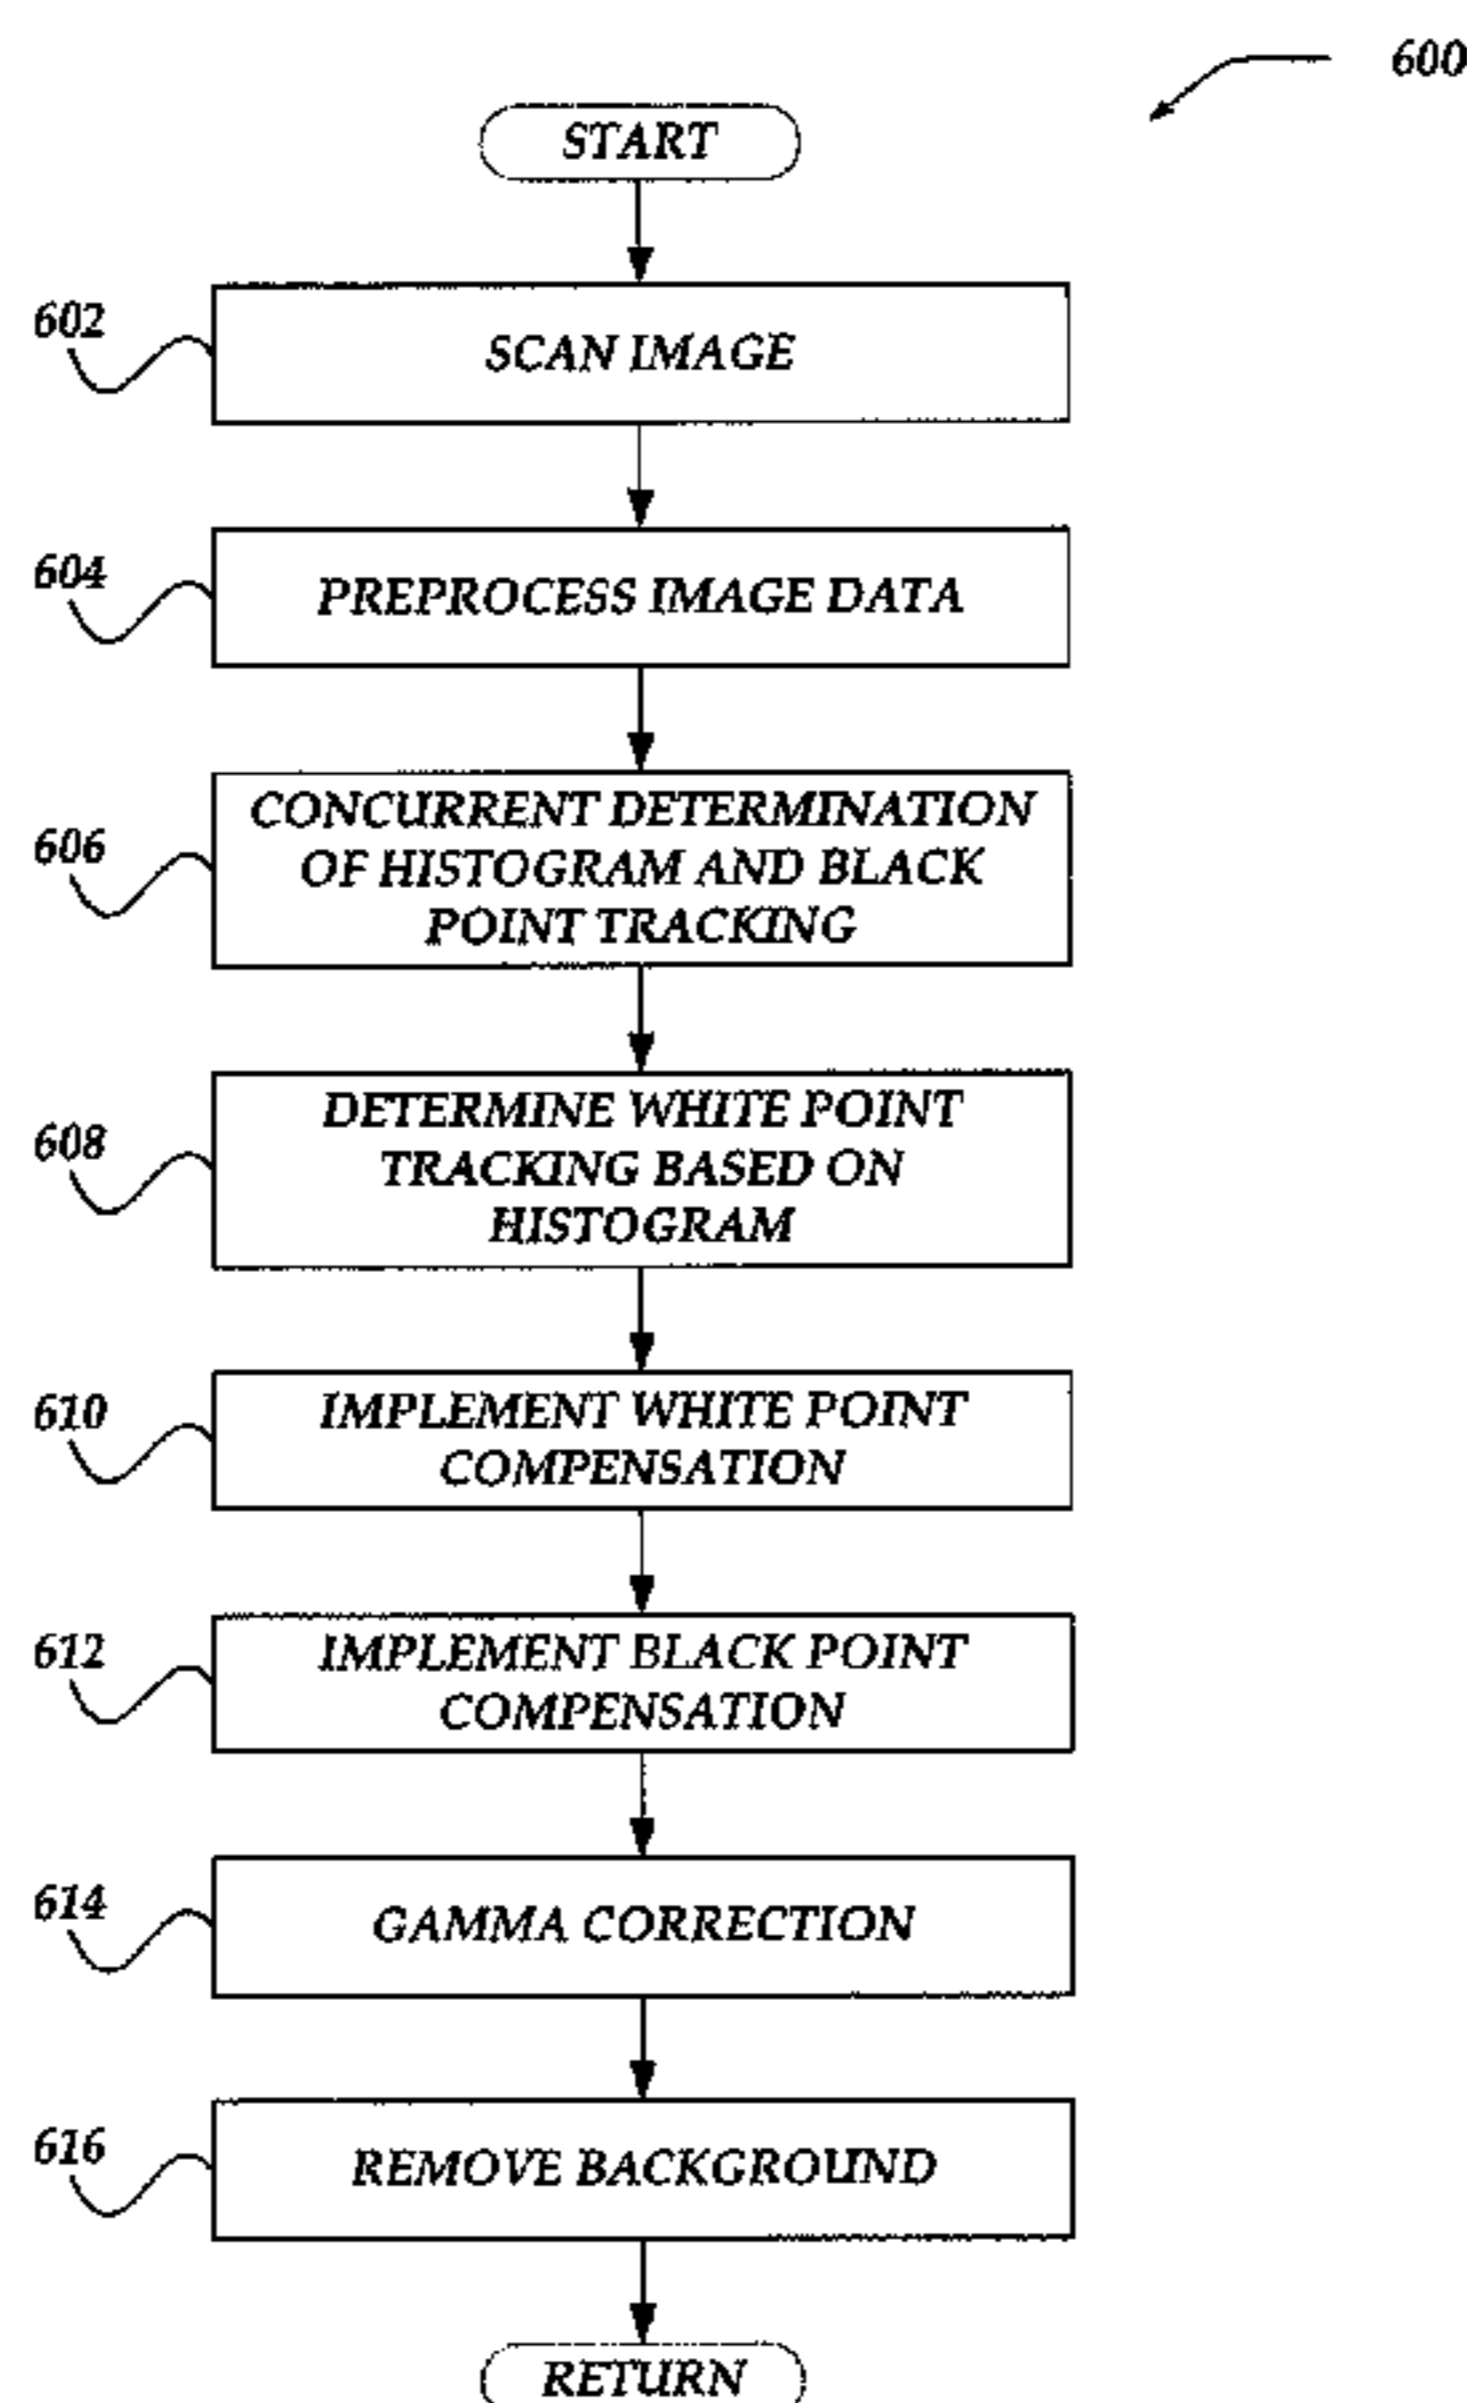 600
START
602
SCAN IMAGE
604
PREPROCESS IMAGE DATA
606
CONCURRENT DETERMINATION
OF HISTOGRAM AND BLACK
POINT TRACKING
608
DETERMINE WHITE POINT
TRACKING BASED ON
HISTOGRAM
610
IMPLEMENT WHITE POINT
COMPENSATION
612
IMPLEMENT BLACK POINT
COMPENSATION
614
GAMMA CORRECTION
616
REMOVE BACKGROUND
RETURN